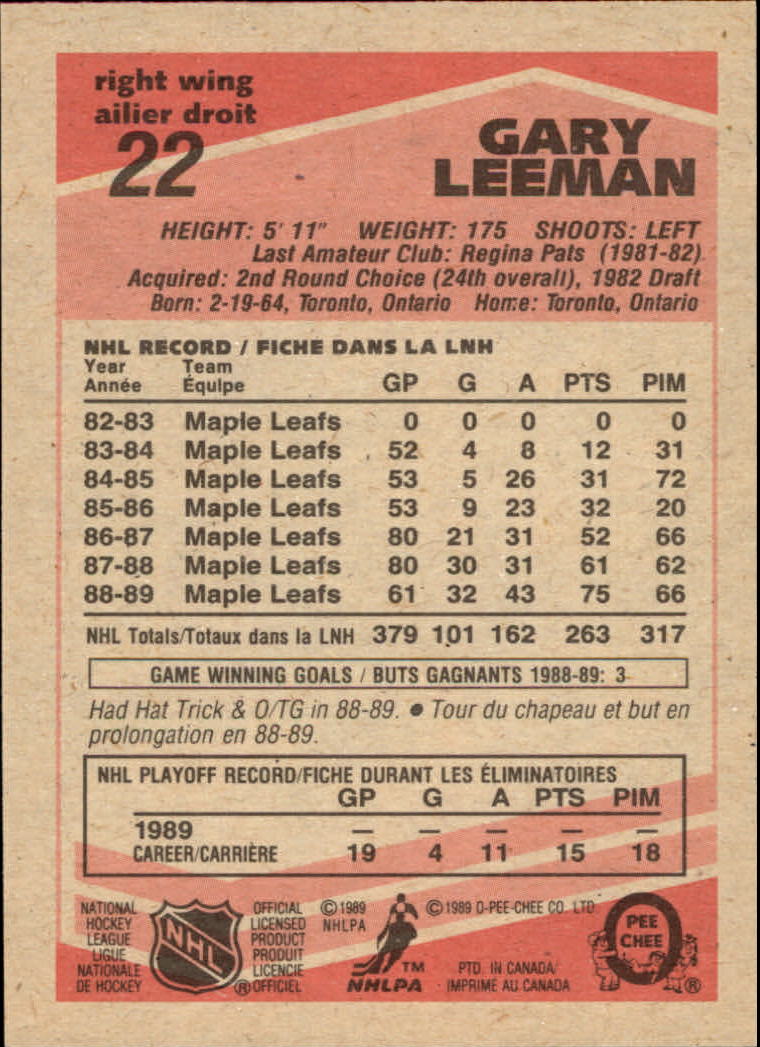 right wing
ailier droit
22
GARY
LEEMAN
HEIGHT: 5' 11" WEIGHT: 175 SHOOTS: LEFT
Last Amateur Club: Regina Pats (1981-82)
Acquired: 2nd Round Choice (24th overall), 1982 Draft
Born: 2-19-64, Toronto, Ontario Home: Toronto, Ontario
NHL RECORD / FICHE DANS LA LNH
Year Team
Année Équipe GP G A PTS PIM
82-83 Maple Leafs 0 0 0 0 0
83-84 Maple Leafs 52 4 8 12 31
84-85 Maple Leafs 53 5 26 31 72
85-86 Maple Leafs 53 9 23 32 20
86-87 Maple Leafs 80 21 31 52 66
87-88 Maple Leafs 80 30 31 61 62
88-89 Maple Leafs 61 32 43 75 66
NHL Totals/Totaux dans la LNH 379 101 162 263 317
GAME WINNING GOALS / BUTS GAGNANTS 1988-89: 3
Had Hat Trick & O/TG in 88-89. ● Tour du chapeau et but en
prolongation en 88-89.
NHL PLAYOFF RECORD/FICHE DURANT LES ÉLIMINATOIRES
GP G A PTS PIM
1989 — — — — —
CAREER/CARRIÈRE 19 4 11 15 18
NATIONAL
HOCKEY
LEAGUE
LIGUE
NATIONALE
DE HOCKEY
NHL
®
OFFICIAL
LICENSED
PRODUCT
PRODUIT
LICENCIE
OFFICIEL
© 1989
NHLPA
TM
NHLPA
© 1989 O-PEE-CHEE CO. LTD.
PTD. IN CANADA/
IMPRIME AU CANADA
O
PEE
CHEE
®